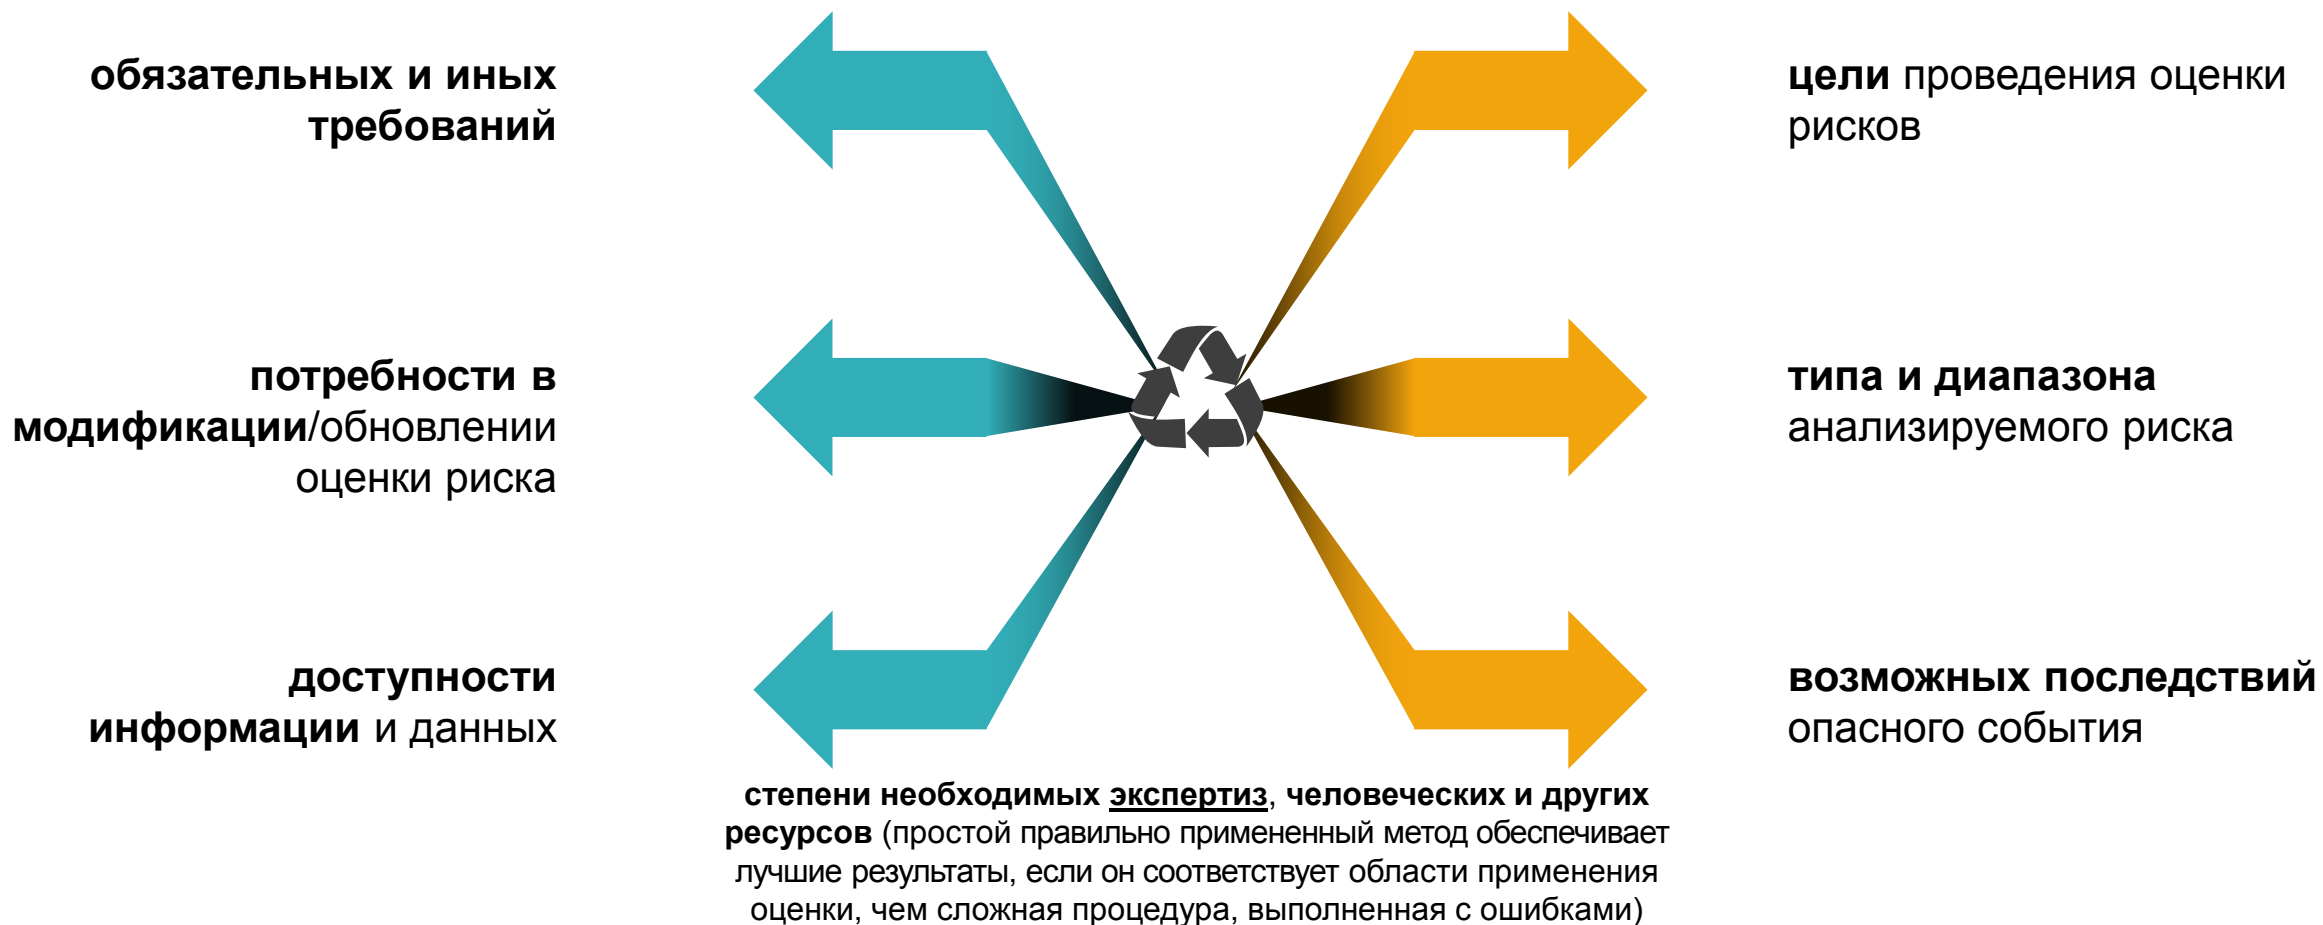 обязательных и иных
требований
потребности в
модификации/обновлении
оценки риска
доступности
информации и данных
цели проведения оценки
рисков
типа и диапазона
анализируемого риска
возможных последствий
опасного события
степени необходимых экспертиз, человеческих и других
ресурсов (простой правильно примененный метод обеспечивает
лучшие результаты, если он соответствует области применения
оценки, чем сложная процедура, выполненная с ошибками)